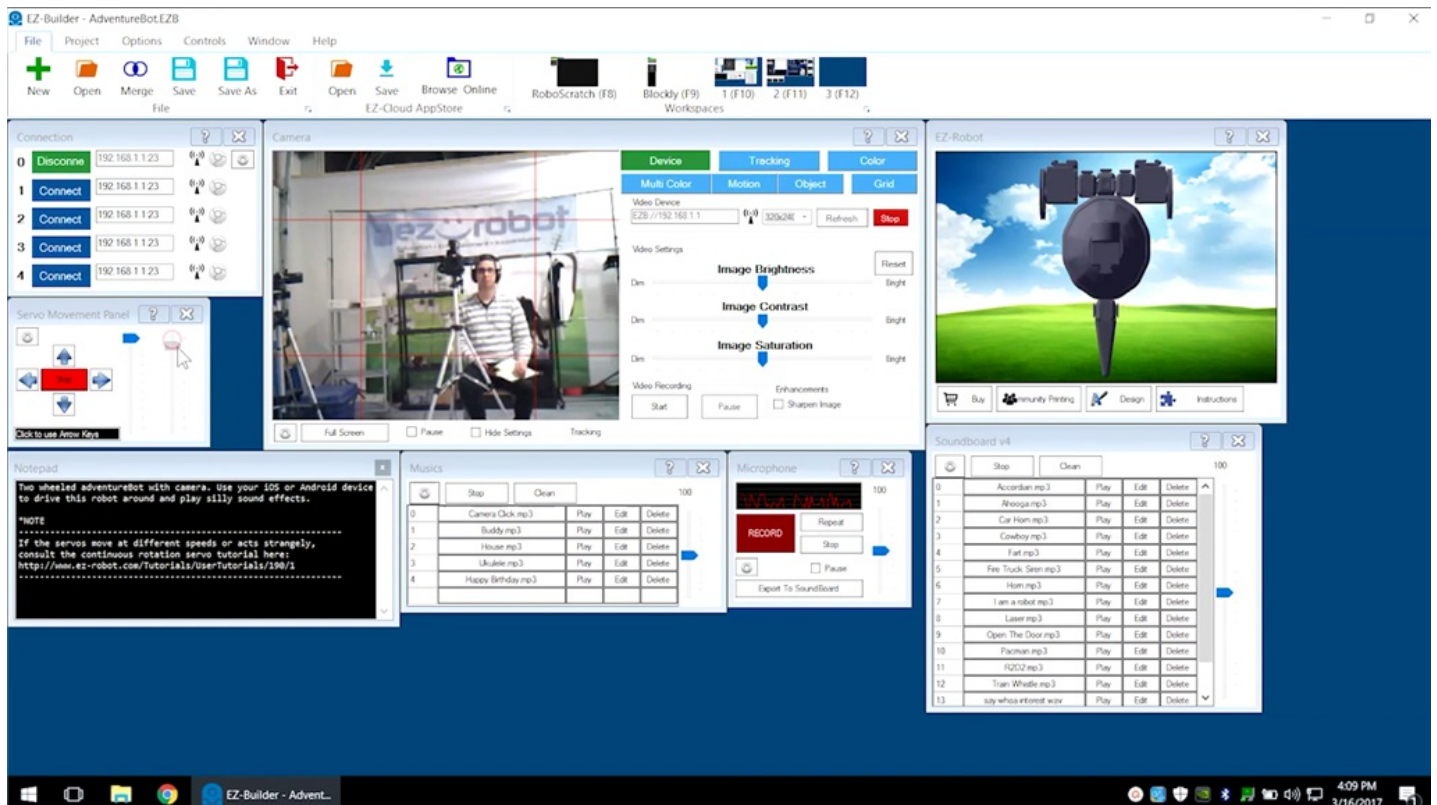 EZ-Builder - AdventureBot.EZB
File Project Options Controls Window Help
New Open Merge Save Save As Exit Open Save Browse Online RoboScratch (F8) Blockly (F9) 1 (F10) 2 (F11) 3 (F12)
File EZ-Cloud AppStore Workspaces
Connection
0 Disconne 192.168.1.1:23
1 Connect 192.168.1.1:23
2 Connect 192.168.1.1:23
3 Connect 192.168.1.1:23
4 Connect 192.168.1.1:23
Servo Movement Panel
Stop
Click to use Arrow Keys
Camera
ez robot
Device Tracking Color
Multi Color Motion Object Grid
Video Device
EZB://192.168.1.1 320x24 Refresh Stop
Video Settings
Reset
Image Brightness
Dim Bright
Image Contrast
Dim Bright
Image Saturation
Dim Bright
Video Recording Enhancements
Start Pause Sharpen Image
Full Screen Pause Hide Settings Tracking
EZ-Robot
Buy mmunity Printing Design Instructions
Notepad
Two wheeled adventureBot with camera. Use your iOS or Android device
to drive this robot around and play silly sound effects.
*NOTE
If the servos move at different speeds or acts strangely,
consult the continuous rotation servo tutorial here:
http://www.ez-robot.com/Tutorials/UserTutorials/190/1
Musics
Stop Clean 100
0 Camera Click.mp3 Play Edit Delete
1 Buddy.mp3 Play Edit Delete
2 House.mp3 Play Edit Delete
3 Ukulele.mp3 Play Edit Delete
4 Happy Birthday.mp3 Play Edit Delete
Microphone
100
RECORD Repeat
Stop
Pause
Export To SoundBoard
Soundboard v4
Stop Clean 100
0 Accordian.mp3 Play Edit Delete
1 Ahooga.mp3 Play Edit Delete
2 Car Horn.mp3 Play Edit Delete
3 Cowboy.mp3 Play Edit Delete
4 Fart.mp3 Play Edit Delete
5 Fire Truck Siren.mp3 Play Edit Delete
6 Horn.mp3 Play Edit Delete
7 I am a robot.mp3 Play Edit Delete
8 Laser.mp3 Play Edit Delete
9 Open The Door.mp3 Play Edit Delete
10 Pacman.mp3 Play Edit Delete
11 R2D2.mp3 Play Edit Delete
12 Train Whistle.mp3 Play Edit Delete
13 say whoa interest.wav Play Edit Delete
EZ-Builder - Advent...
4:09 PM
3/16/2017